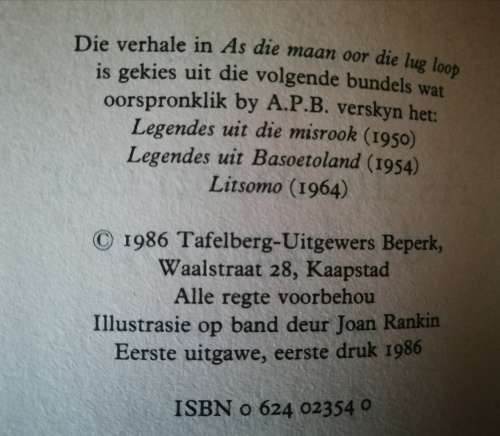 Die verhale in As die maan oor die lug loop
is gekies uit die volgende bundels wat
oorspronklik by A.P.B. verskyn het:
Legendes uit die misrook (1950)
Legendes uit Basoetoland (1954)
Litsomo (1964)
© 1986 Tafelberg-Uitgewers Beperk,
Waalstraat 28, Kaapstad
Alle regte voorbehou
Illustrasie op band deur Joan Rankin
Eerste uitgawe, eerste druk 1986
ISBN 0 624 02354 0